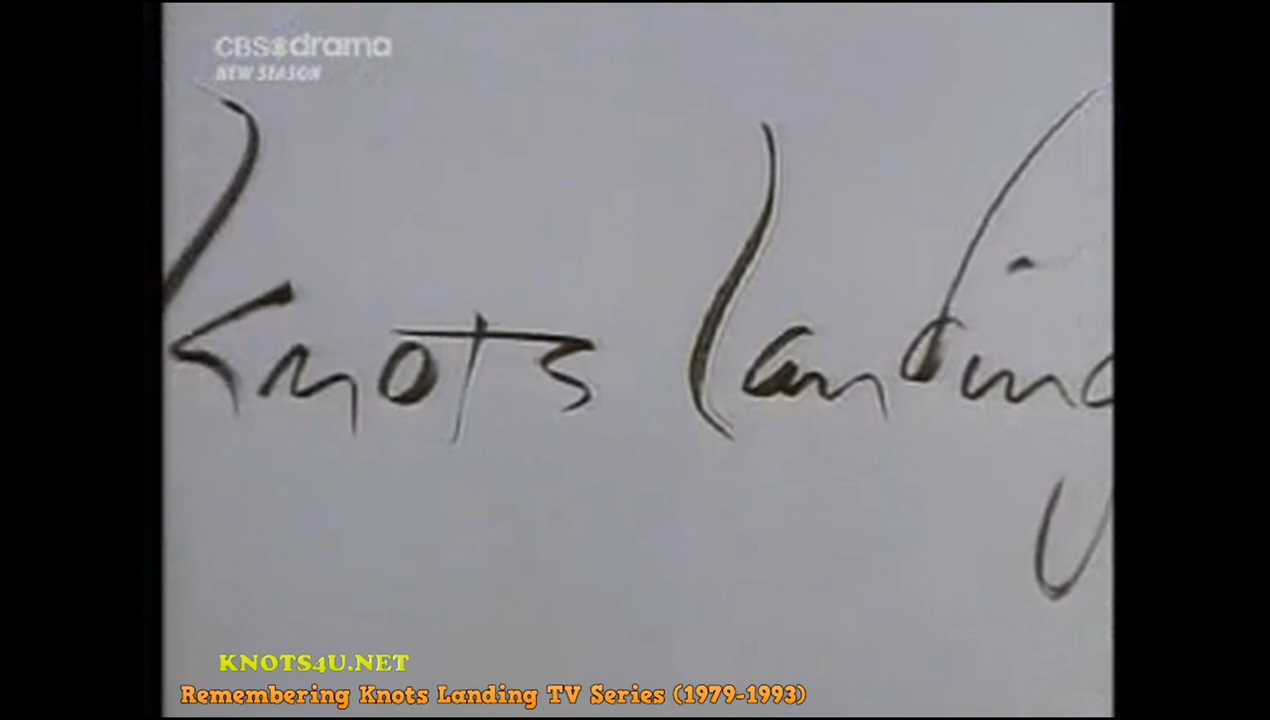 CBS drama
NEW SEASON
Knots landing
KNOTS4U.NET
Remembering Knots Landing TV Series (1979-1993)